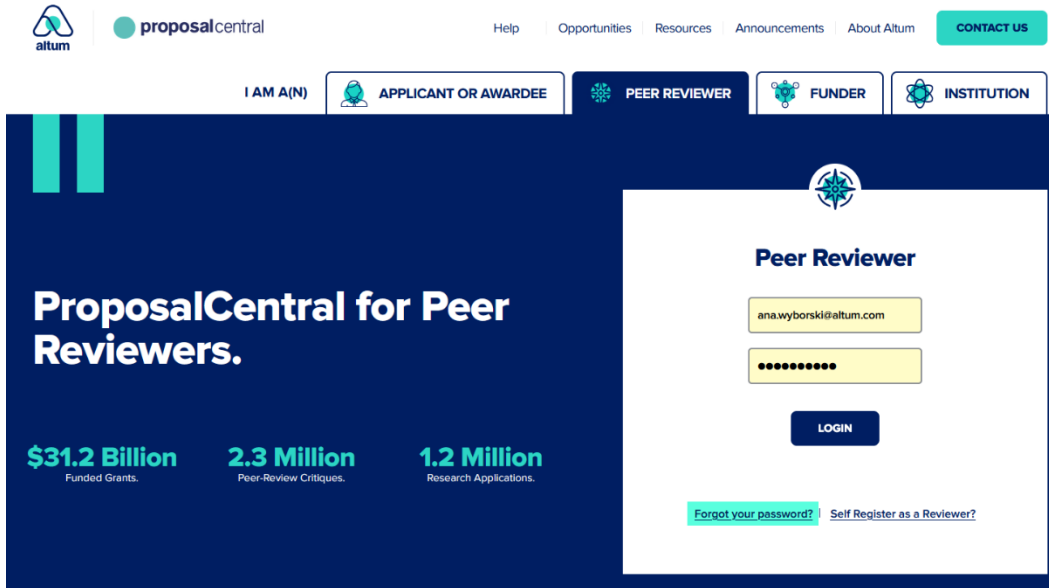 altum
proposalcentral
Help
Opportunities
Resources
Announcements
About Altum
CONTACT US
I AM A(N)
APPLICANT OR AWARDEE
PEER REVIEWER
FUNDER
INSTITUTION
ProposalCentral for Peer
Reviewers.
$31.2 Billion
Funded Grants.
2.3 Million
Peer-Review Critiques.
1.2 Million
Research Applications.
Peer Reviewer
ana.wyborski@altum.com
●●●●●●●●●●
LOGIN
Forgot your password?
Self Register as a Reviewer?